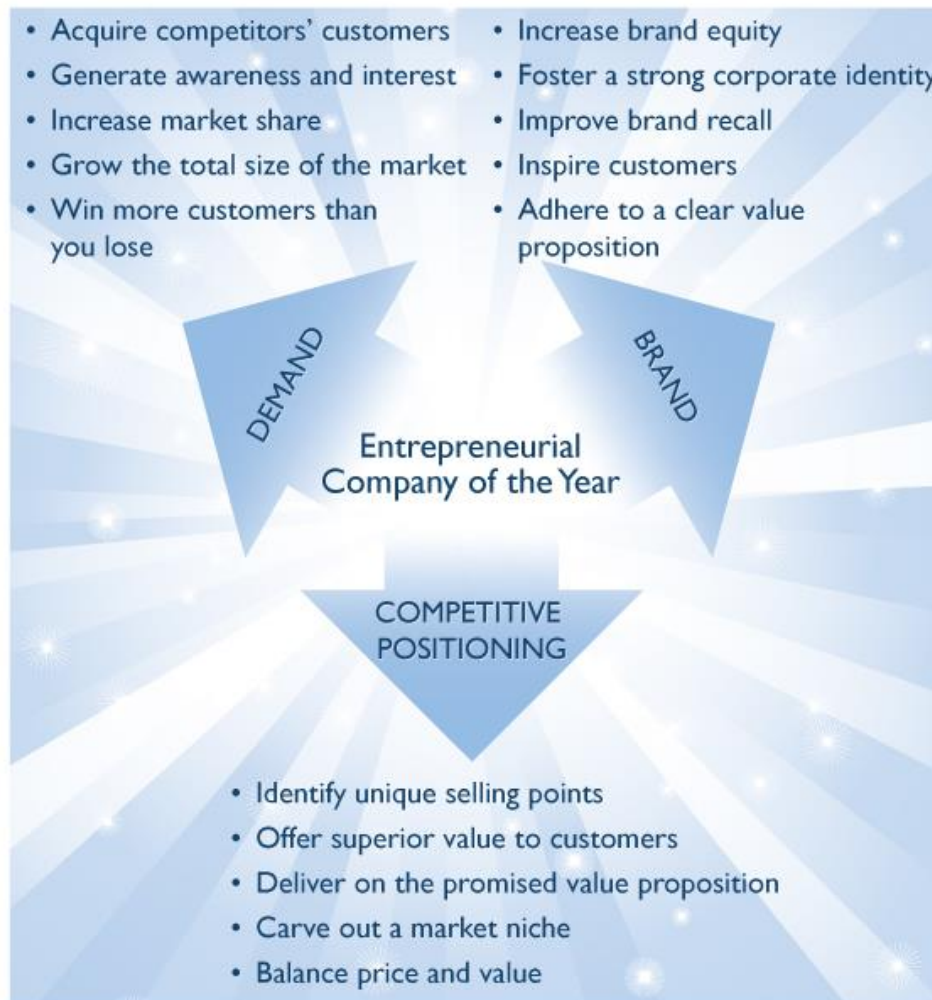 • Acquire competitors’ customers
• Generate awareness and interest
• Increase market share
• Grow the total size of the market
• Win more customers than
you lose
• Increase brand equity
• Foster a strong corporate identity
• Improve brand recall
• Inspire customers
• Adhere to a clear value
proposition
DEMAND
BRAND
Entrepreneurial
Company of the Year
COMPETITIVE
POSITIONING
• Identify unique selling points
• Offer superior value to customers
• Deliver on the promised value proposition
• Carve out a market niche
• Balance price and value